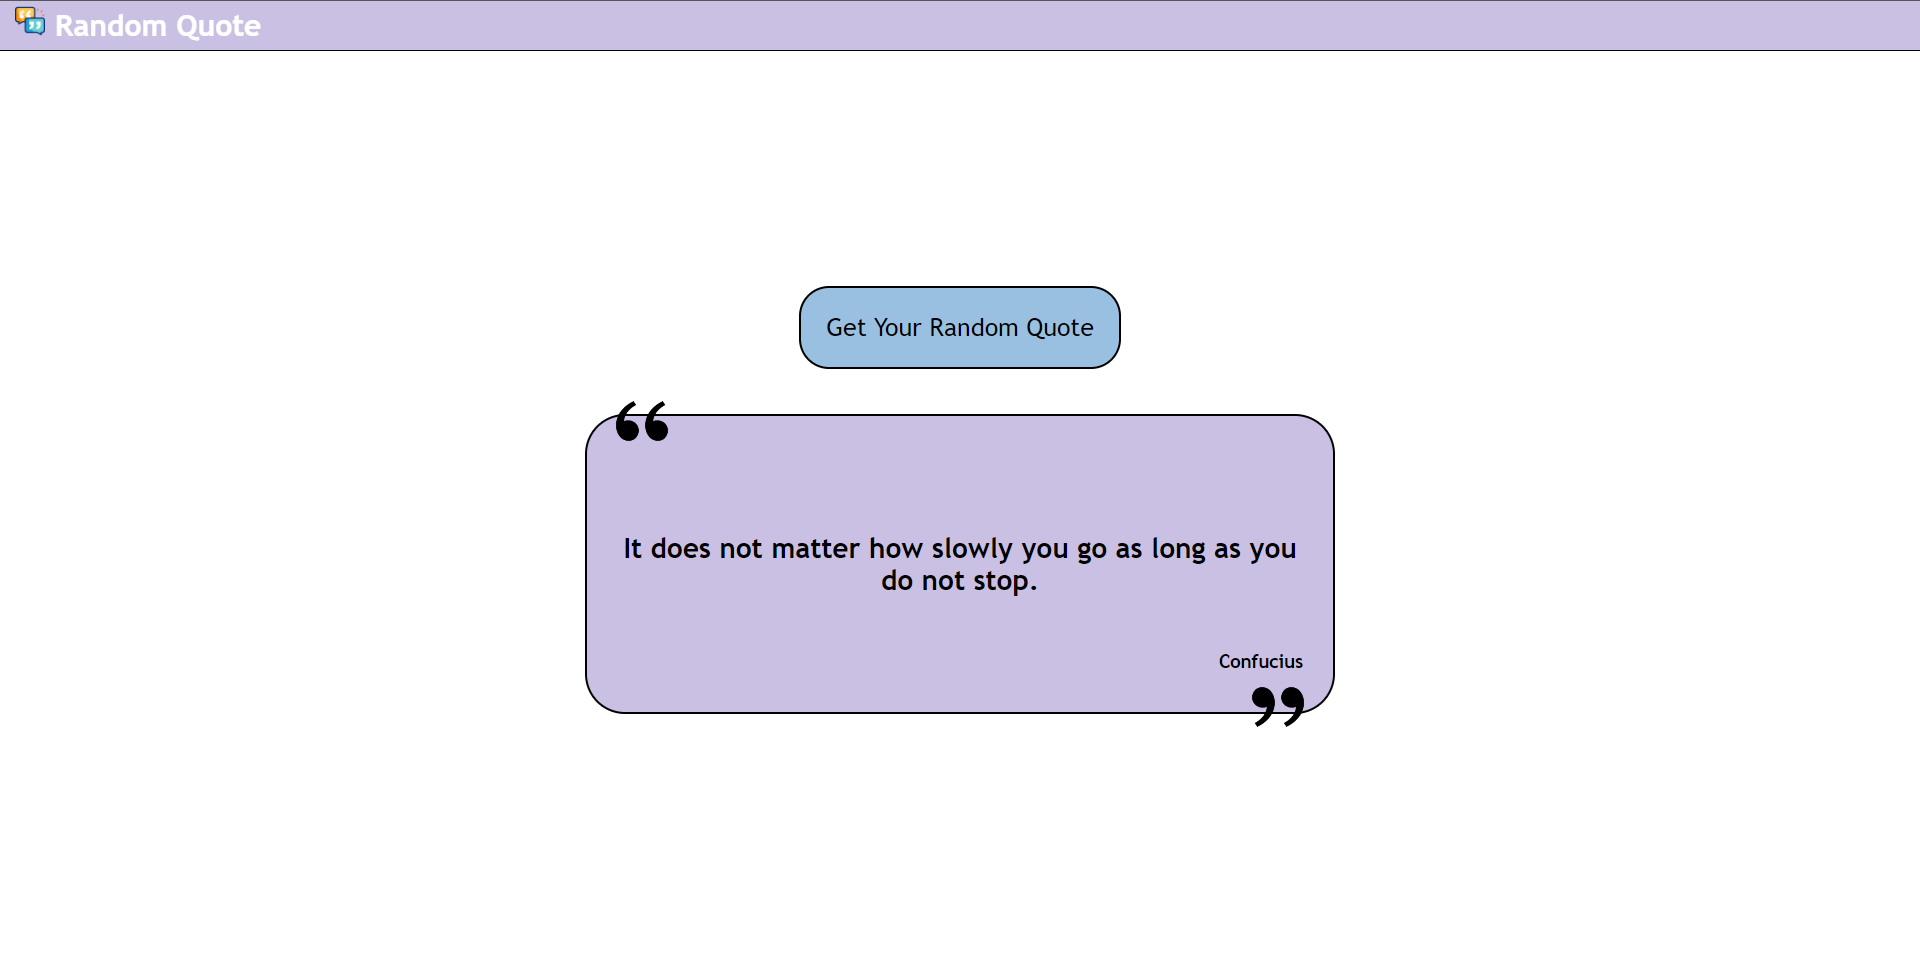 Random Quote
Get Your Random Quote
“
It does not matter how slowly you go as long as you
do not stop.
Confucius
”